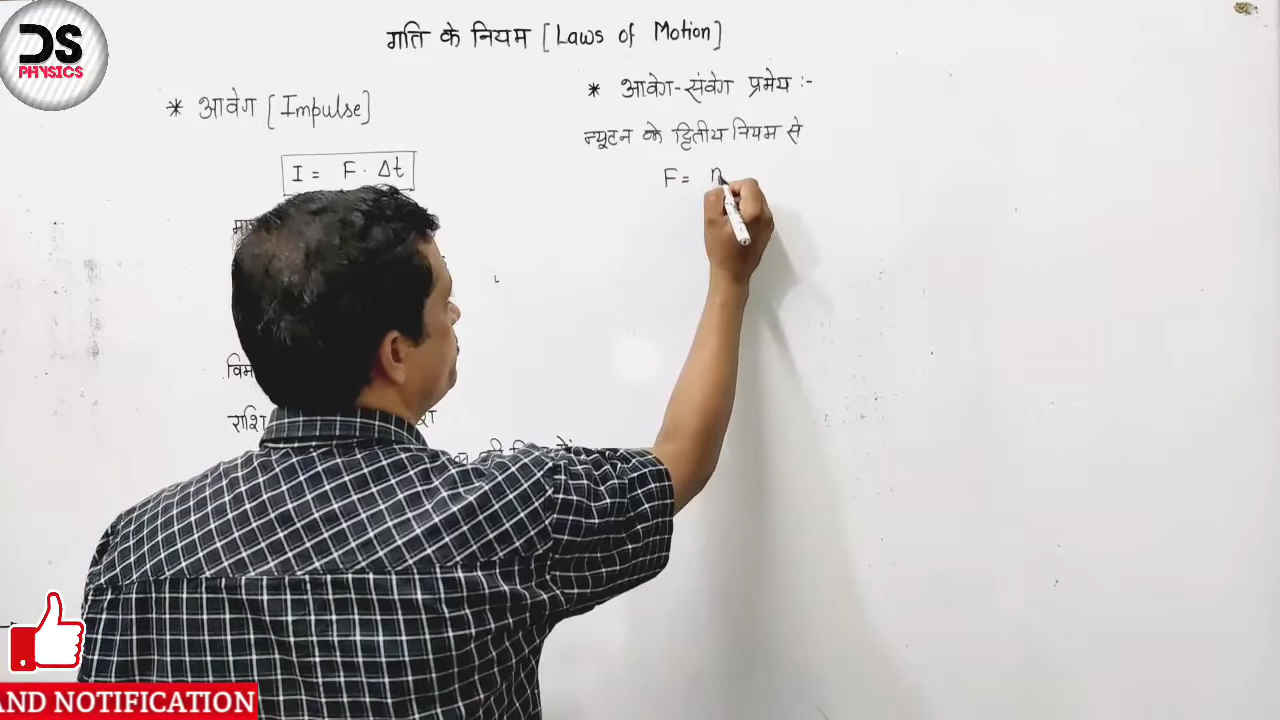 DS
PHYSICS
गति के नियम [Laws of Motion]
* आवेग [Impulse]
I = F · Δt
राशि
* आवेग-संवेग प्रमेय :-
न्यूटन के द्वितीय नियम से
F =
AND NOTIFICATION